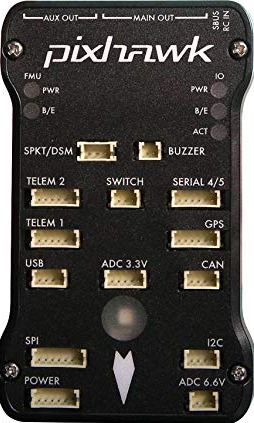 AUX OUT MAIN OUT
SBUS
RC IN
pixhawk
FMU IO
PWR PWR
B/E B/E
ACT
SPKT/DSM BUZZER
TELEM 2 SWITCH SERIAL 4/5
TELEM 1 GPS
USB ADC 3.3V CAN
SPI I2C
POWER ADC 6.6V